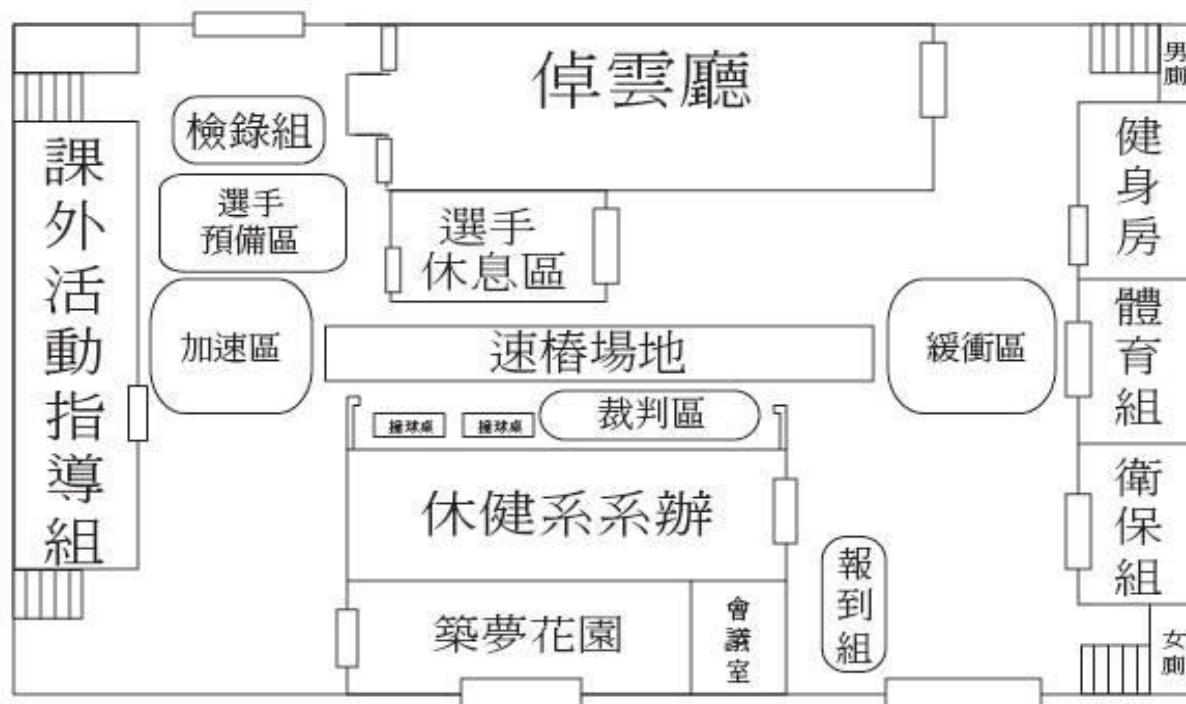 倬雲廳
男廁
檢錄組
課外活動指導組
選手
預備區
選手
休息區
健身房
加速區
速樁場地
緩衝區
體育組
撞球桌
撞球桌
裁判區
休健系系辦
衛保組
報到組
築夢花園
會議室
女廁